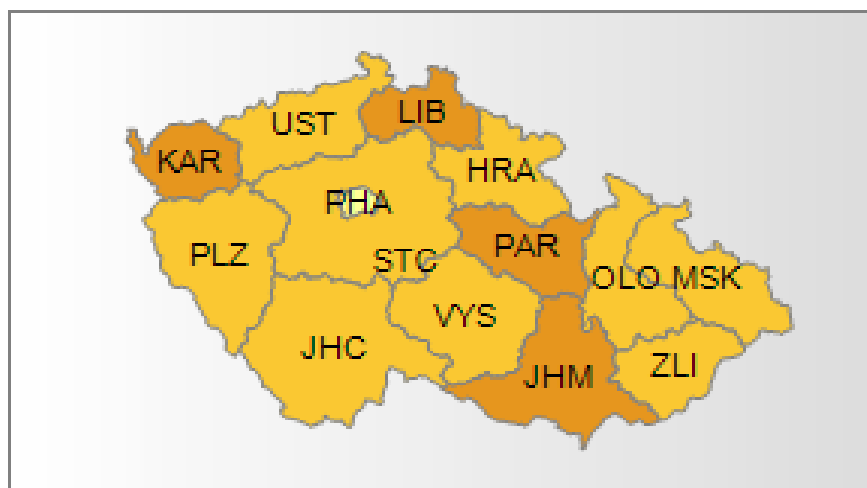 LIB
UST
KAR
HRA
PHA
PAR
PLZ
STC
OLO
MSK
VYS
JHC
ZLI
JHM